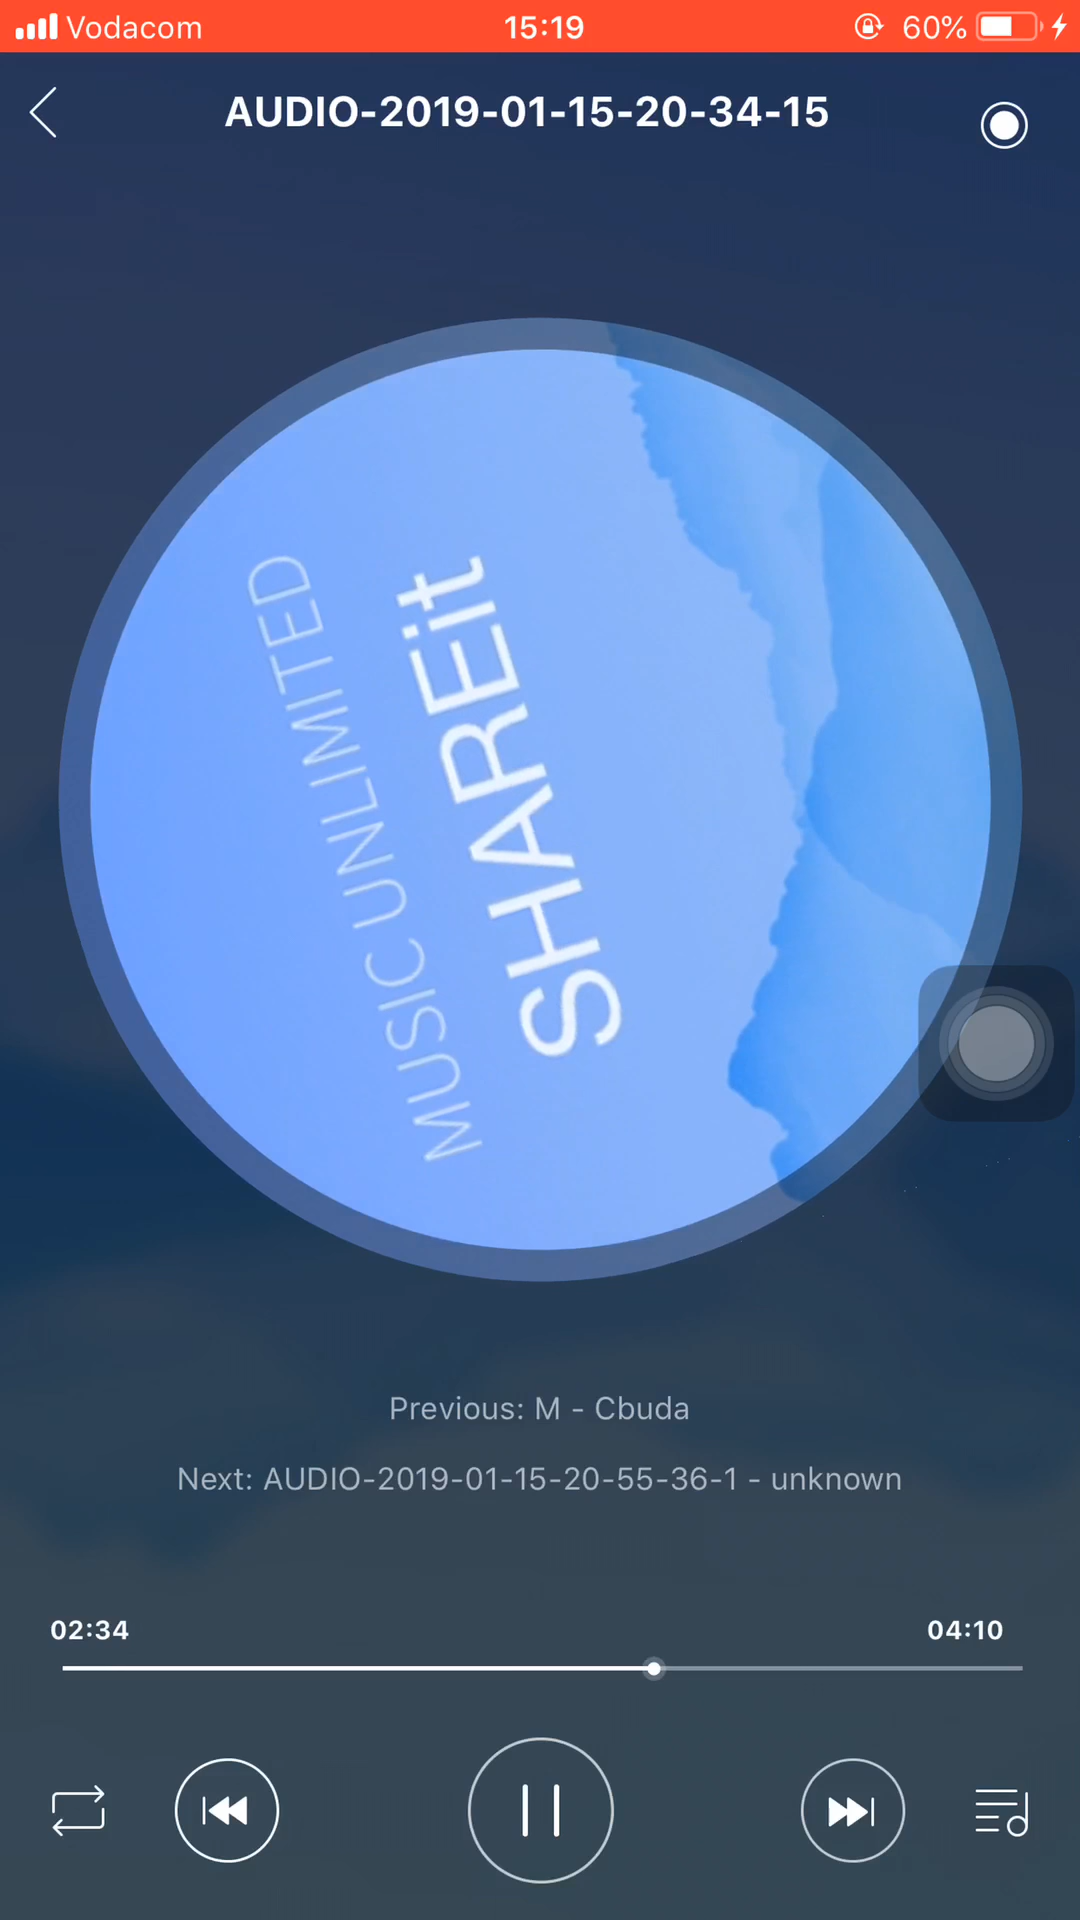 Vodacom 15:19 60%
AUDIO-2019-01-15-20-34-15
SHAREit
MUSIC UNLIMITED
Previous: M - Cbuda
Next: AUDIO-2019-01-15-20-55-36-1 - unknown
02:34 04:10